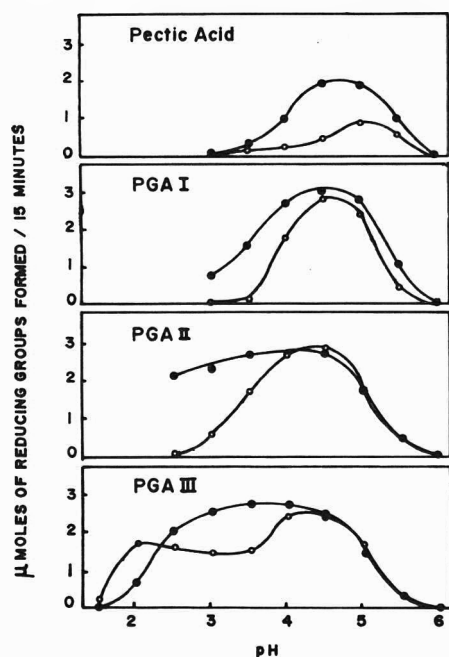 μ MOLES OF REDUCING GROUPS FORMED / 15 MINUTES
Pectic Acid
3
2
1
0
PGA I
3
2
1
0
PGA II
3
2
1
0
PGA III
3
2
1
0
2 3 4 5 6
pH